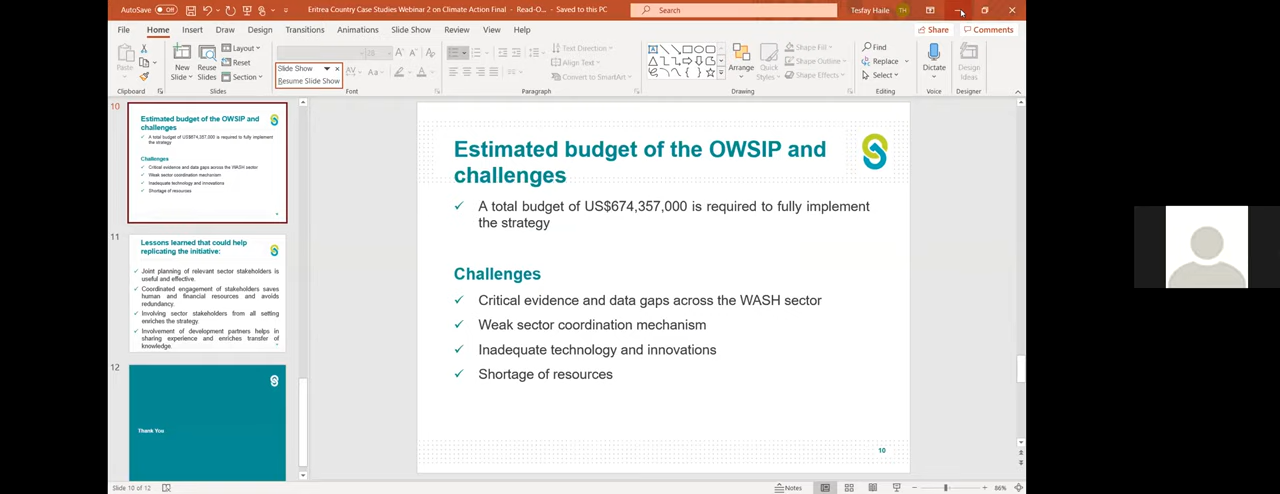 AutoSave Off
Eritrea Country Case Studies Webinar 2 on Climate Action Final - Read-O... - Saved to this PC
Search
Tesfay Haile TH
File Home Insert Draw Design Transitions Animations Slide Show Review View Help
Share Comments
Paste
Clipboard
New Slide
Reuse Slides
Layout
Reset
Section
Slides
Slide Show
Resume Slide Show
Font
Text Direction
Align Text
Convert to SmartArt
Paragraph
Arrange
Quick Styles
Shape Fill
Shape Outline
Shape Effects
Drawing
Find
Replace
Select
Editing
Dictate
Voice
Design Ideas
Designer
10
Estimated budget of the OWSIP and
challenges
✓ A total budget of US$674,357,000 is required to fully implement
the strategy
Challenges
✓ Critical evidence and data gaps across the WASH sector
✓ Weak sector coordination mechanism
✓ Inadequate technology and innovations
✓ Shortage of resources
11
Lessons learned that could help
replicating the initiative:
✓ Joint planning of relevant sector stakeholders is
useful and effective.
✓ Coordinated engagement of stakeholders saves
human and financial resources and avoids
redundancy.
✓ Involving sector stakeholders from all setting
enriches the strategy.
✓ Involvement of development partners helps in
sharing experience and enriches transfer of
knowledge.
12
Thank You
Estimated budget of the OWSIP and
challenges
✓ A total budget of US$674,357,000 is required to fully implement
the strategy
Challenges
✓ Critical evidence and data gaps across the WASH sector
✓ Weak sector coordination mechanism
✓ Inadequate technology and innovations
✓ Shortage of resources
10
Slide 10 of 12
Notes
86%